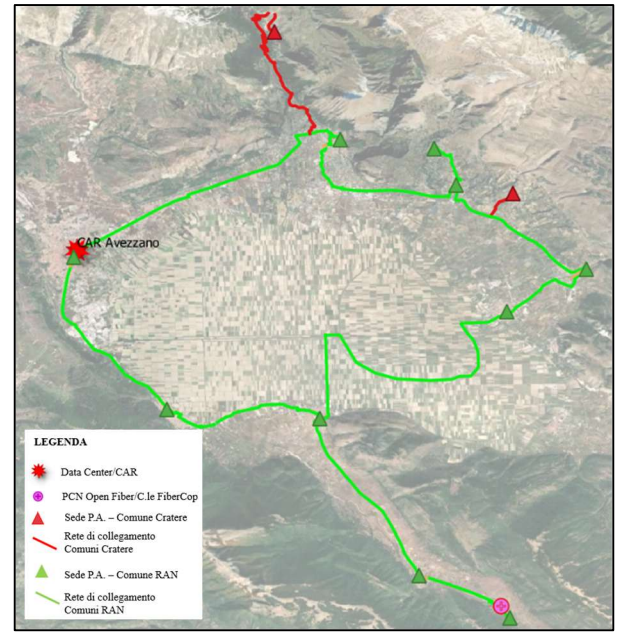 CAR Avezzano
LEGENDA
Data Center/CAR
PCN Open Fiber/C.le FiberCop
Sede P.A. – Comune Cratere
Rete di collegamento
Comuni Cratere
Sede P.A. – Comune RAN
Rete di collegamento
Comuni RAN